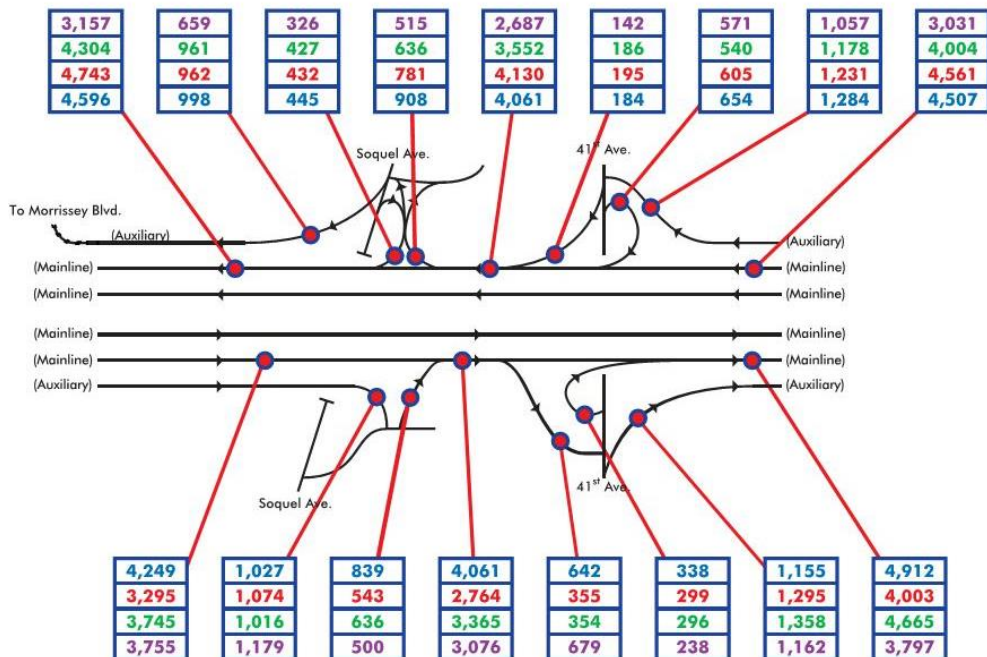 3,157 659 326 515 2,687 142 571 1,057 3,031
4,304 961 427 636 3,552 186 540 1,178 4,004
4,743 962 432 781 4,130 195 605 1,231 4,561
4,596 998 445 908 4,061 184 654 1,284 4,507
Soquel Ave. 41st Ave.
To Morrissey Blvd.
(Auxiliary) (Auxiliary)
(Mainline) (Mainline)
(Mainline) (Mainline)
(Mainline) (Mainline)
(Mainline) (Mainline)
(Auxiliary) (Auxiliary)
Soquel Ave. 41st Ave.
4,249 1,027 839 4,061 642 338 1,155 4,912
3,295 1,074 543 2,764 355 299 1,295 4,003
3,745 1,016 636 3,365 354 296 1,358 4,665
3,755 1,179 500 3,076 679 238 1,162 3,797